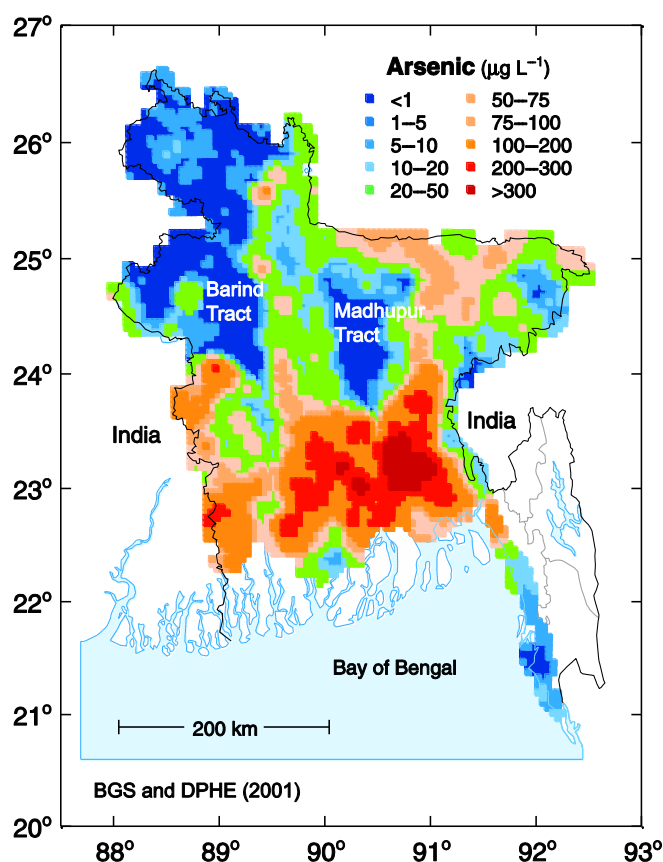 27°
26°
25°
24°
23°
22°
21°
20°
Arsenic (µg L⁻¹)
<1
1–5
5–10
10–20
20–50
50–75
75–100
100–200
200–300
>300
Barind
Tract
Madhupur
Tract
India
India
Bay of Bengal
200 km
BGS and DPHE (2001)
88° 89° 90° 91° 92° 93°